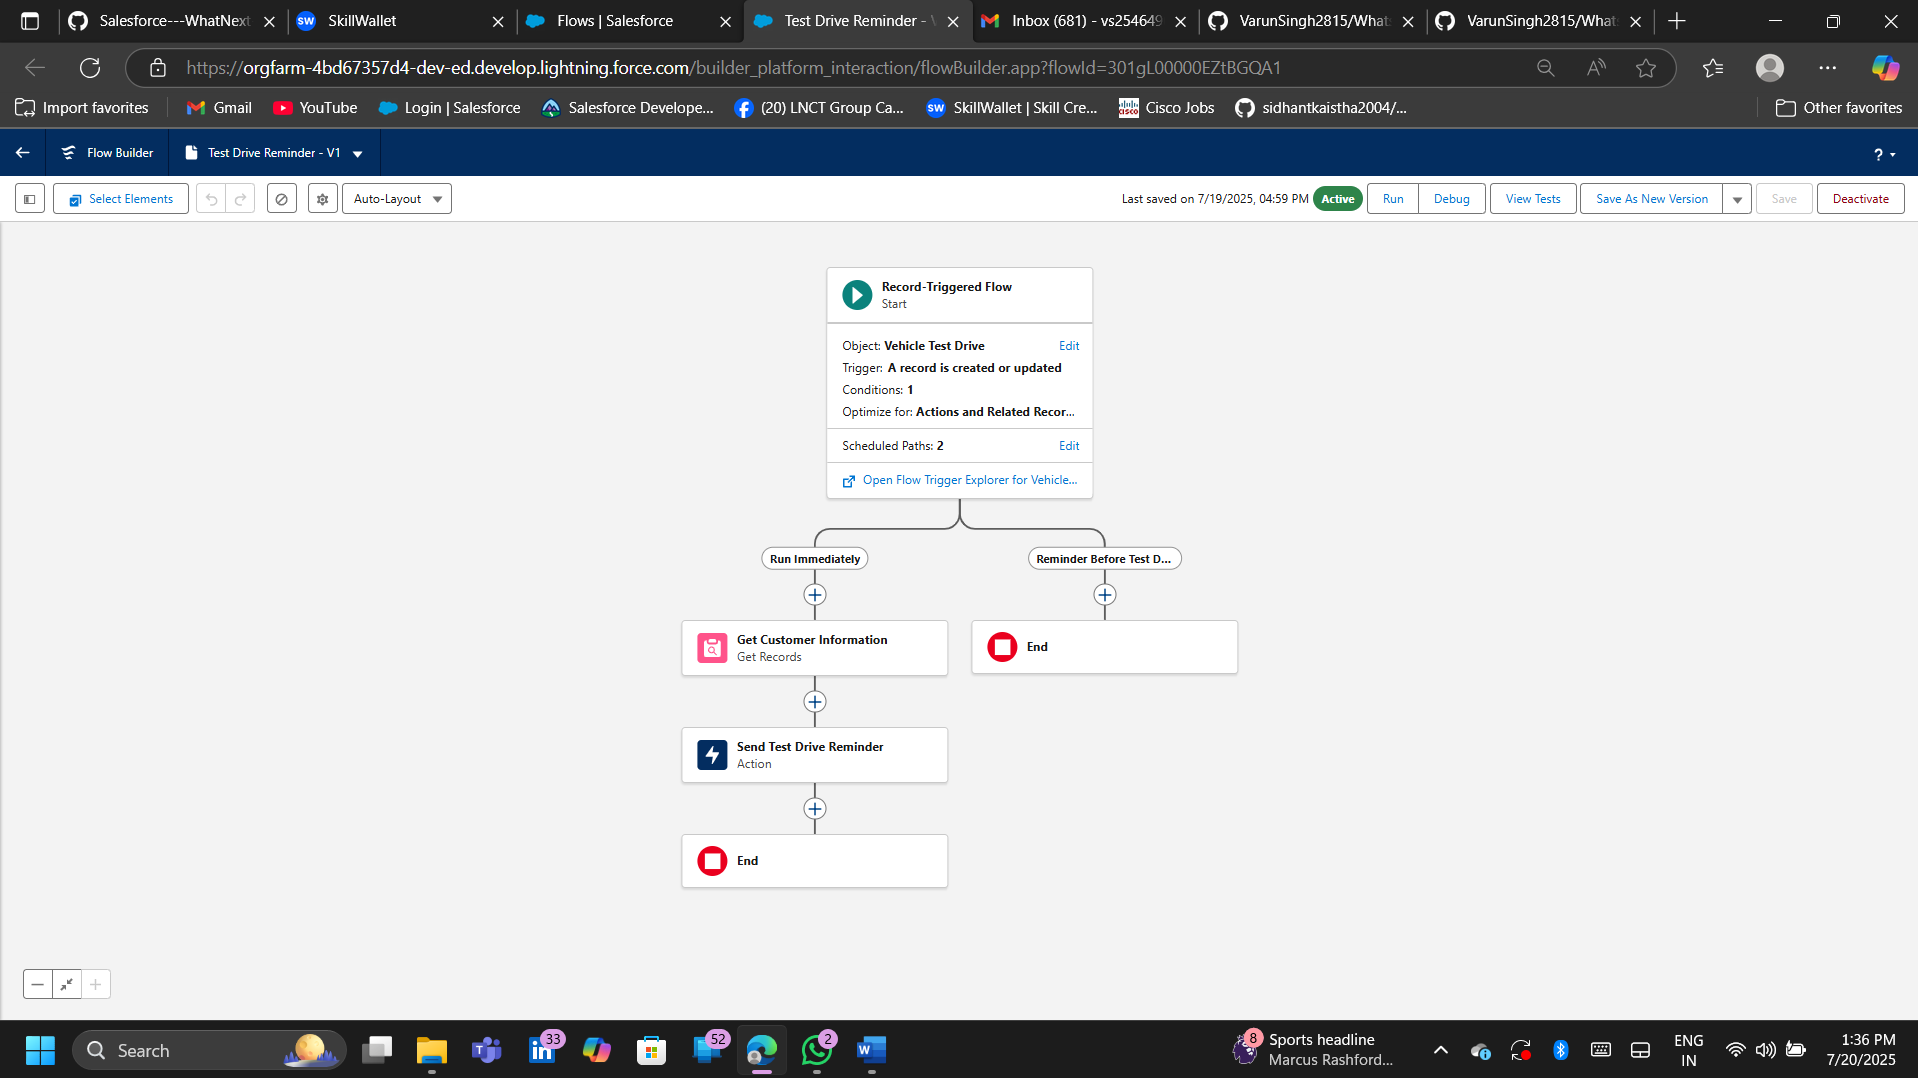 Salesforce---WhatNext
SkillWallet
Flows | Salesforce
Test Drive Reminder -
Inbox (681) - vs254649
VarunSingh2815/What
VarunSingh2815/What
https://orgfarm-4bd67357d4-dev-ed.develop.lightning.force.com/builder_platform_interaction/flowBuilder.app?flowId=301gL00000EZtBGQA1
Import favorites
Gmail
YouTube
Login | Salesforce
Salesforce Develope...
(20) LNCT Group Ca...
SkillWallet | Skill Cre...
Cisco Jobs
sidhantkaistha2004/...
Other favorites
Flow Builder
Test Drive Reminder - V1
?
Select Elements
Auto-Layout
Last saved on 7/19/2025, 04:59 PM
Active
Run
Debug
View Tests
Save As New Version
Save
Deactivate
Record-Triggered Flow
Start
Object: Vehicle Test Drive
Edit
Trigger: A record is created or updated
Conditions: 1
Optimize for: Actions and Related Recor...
Scheduled Paths: 2
Edit
Open Flow Trigger Explorer for Vehicle...
Run Immediately
Reminder Before Test D...
Get Customer Information
Get Records
End
Send Test Drive Reminder
Action
End
Search
33
52
2
8
Sports headline
Marcus Rashford...
ENG
IN
1:36 PM
7/20/2025